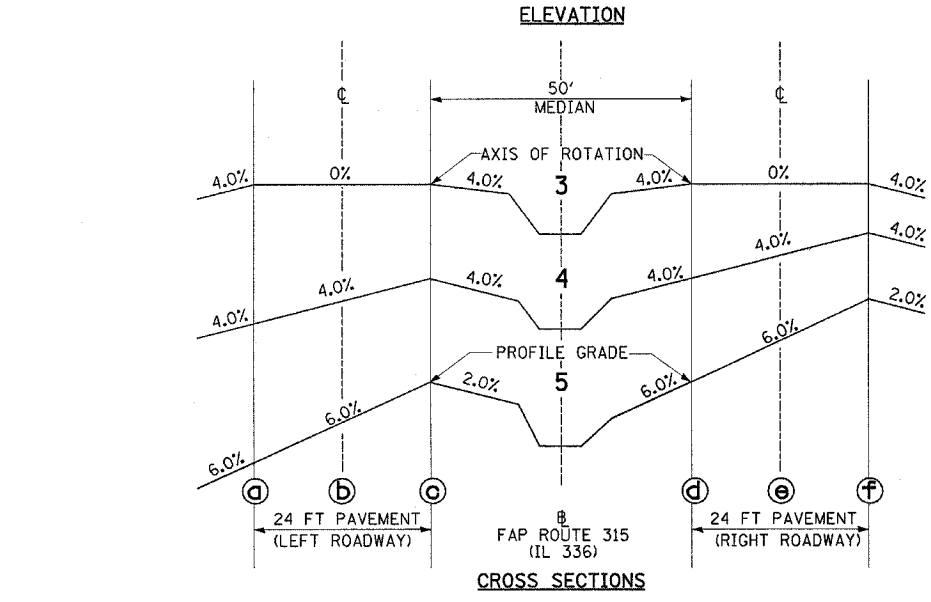 ELEVATION
℄ 50' ℄
MEDIAN
AXIS OF ROTATION
4.0% 0% 4.0% 3 4.0% 0% 4.0%
4.0% 4.0% 4.0% 4 4.0% 4.0% 4.0%
PROFILE GRADE
6.0% 6.0% 2.0% 5 6.0% 6.0% 2.0%
a b c d e f
24 FT PAVEMENT
(LEFT ROADWAY)
BL
FAP ROUTE 315
(IL 336)
24 FT PAVEMENT
(RIGHT ROADWAY)
CROSS SECTIONS